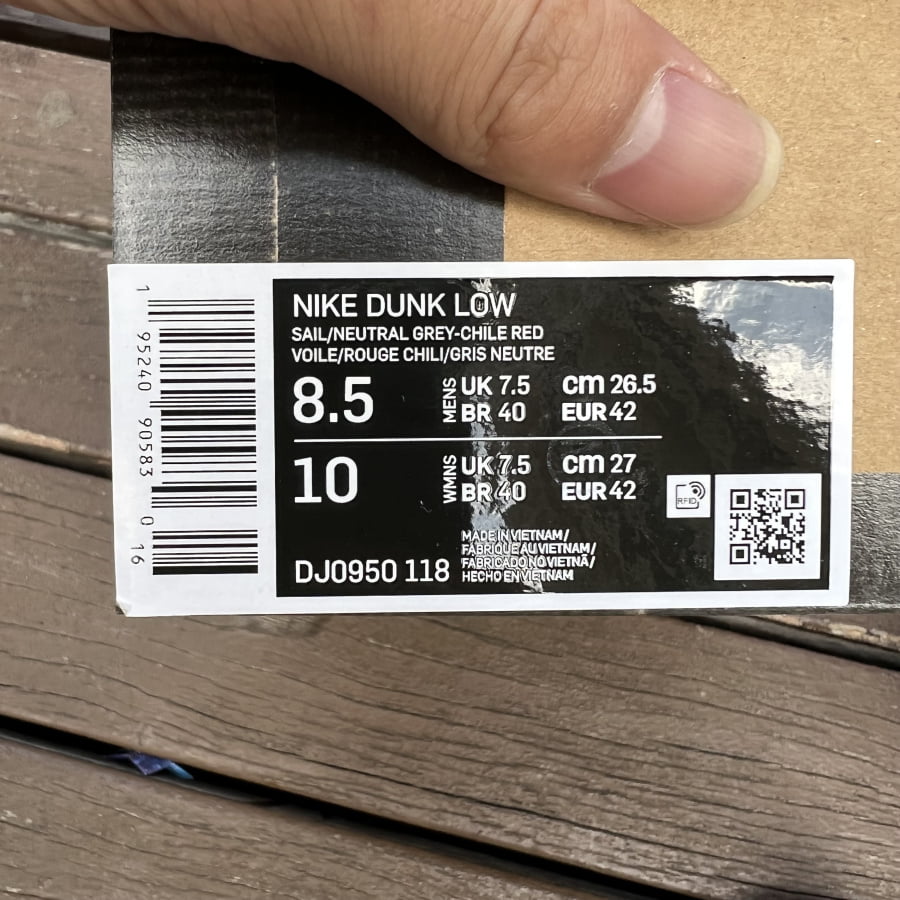 1 95240 90583 0 16
NIKE DUNK LOW
SAIL/NEUTRAL GREY-CHILE RED
VOILE/ROUGE CHILI/GRIS NEUTRE
8.5 MENS UK 7.5 cm 26.5
BR 40 EUR 42
10 WMNS UK 7.5 cm 27
BR 40 EUR 42
RFID
DJ0950 118
MADE IN VIETNAM/
FABRIQUE AU VIETNAM/
FABRICADO NO VIETNÃ/
HECHO EN VIETNAM